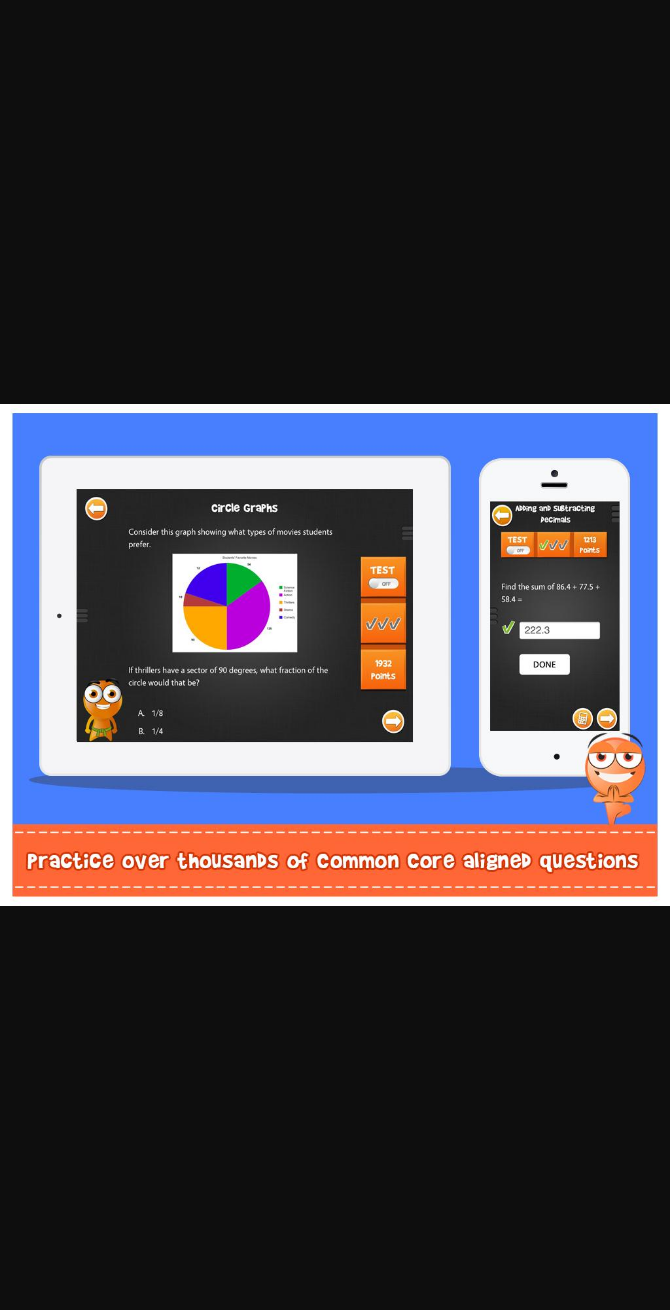 Circle Graphs
Consider this graph showing what types of movies students
prefer.
TEST
OFF
1932
Points
If thrillers have a sector of 90 degrees, what fraction of the
circle would that be?
A. 1/8
B. 1/4
Adding and Subtracting
Decimals
TEST
OFF
1213
Points
Find the sum of 86.4 + 77.5 +
58.4 =
222.3
DONE
Practice over thousands of Common Core aligned questions